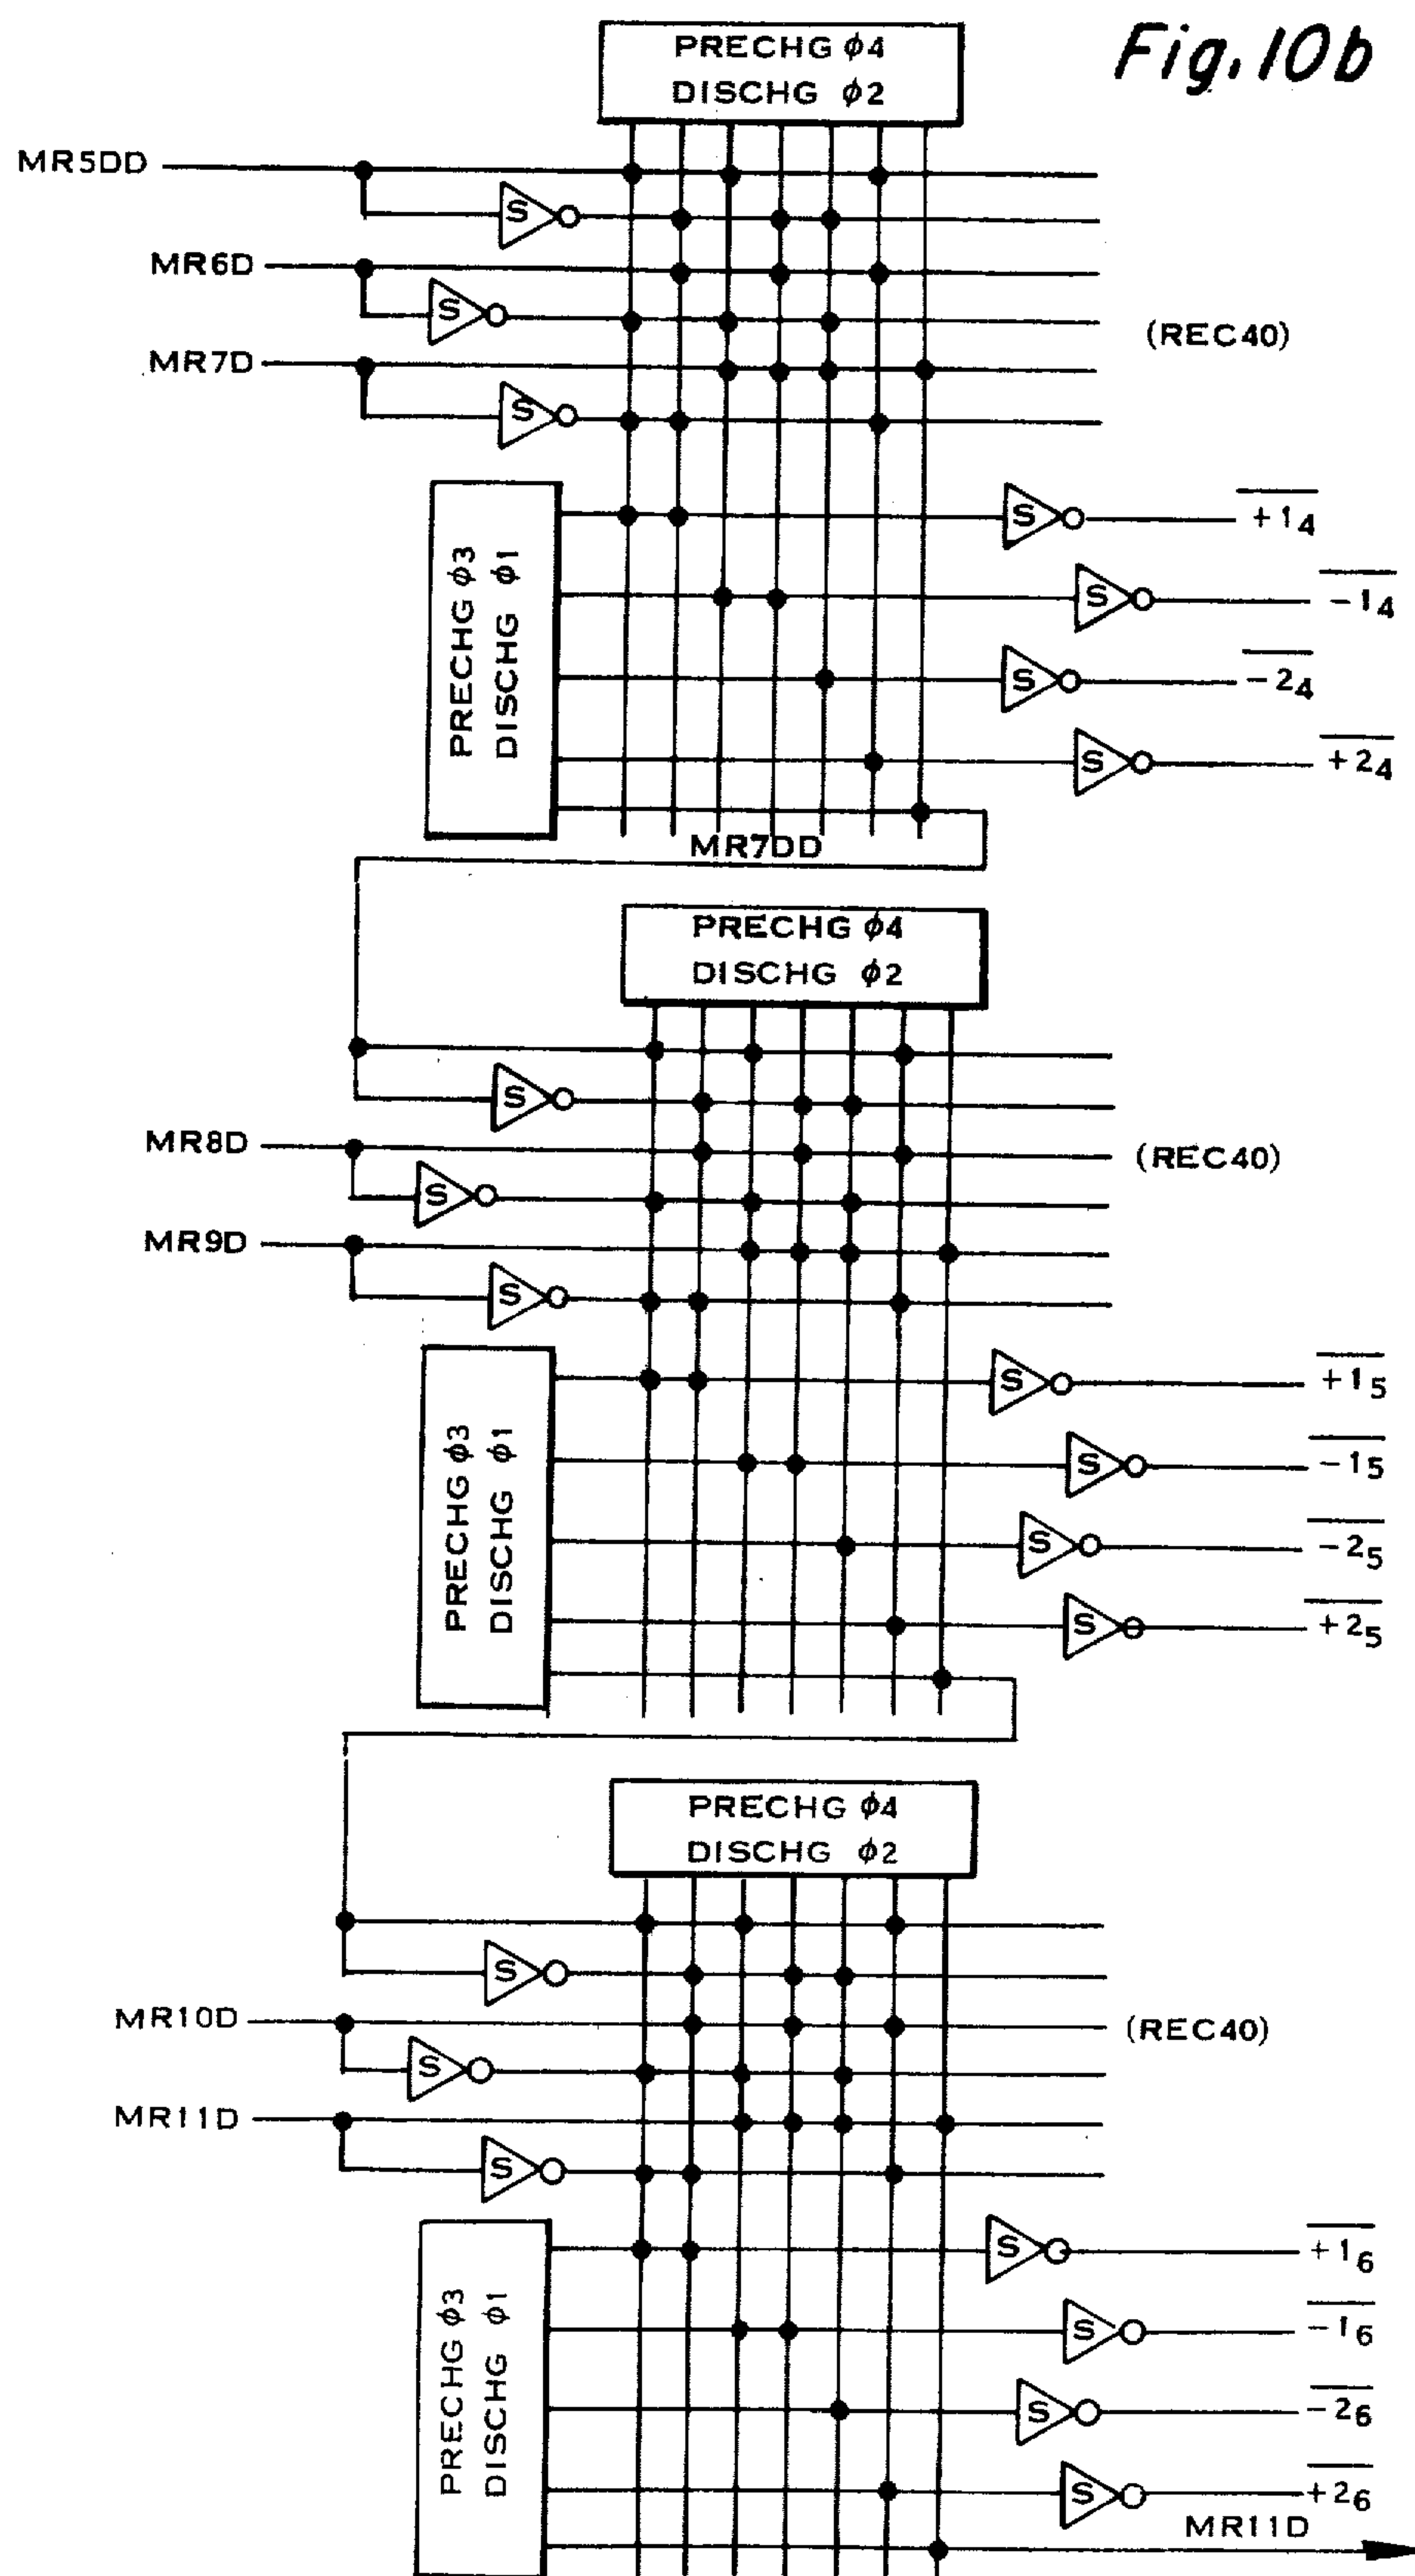 Fig. 10b
PRECHG ϕ4
DISCHG ϕ2
MR5DD
S
MR6D
S
(REC40)
MR7D
S
PRECHG ϕ3
DISCHG ϕ1
S
+1₄
S
-1₄
S
-2₄
S
+2₄
MR7DD
PRECHG ϕ4
DISCHG ϕ2
S
MR8D
(REC40)
S
MR9D
S
PRECHG ϕ3
DISCHG ϕ1
S
+1₅
S
-1₅
S
-2₅
S
+2₅
PRECHG ϕ4
DISCHG ϕ2
S
MR10D
(REC40)
S
MR11D
S
PRECHG ϕ3
DISCHG ϕ1
S
+1₆
S
-1₆
S
-2₆
S
+2₆
MR11D